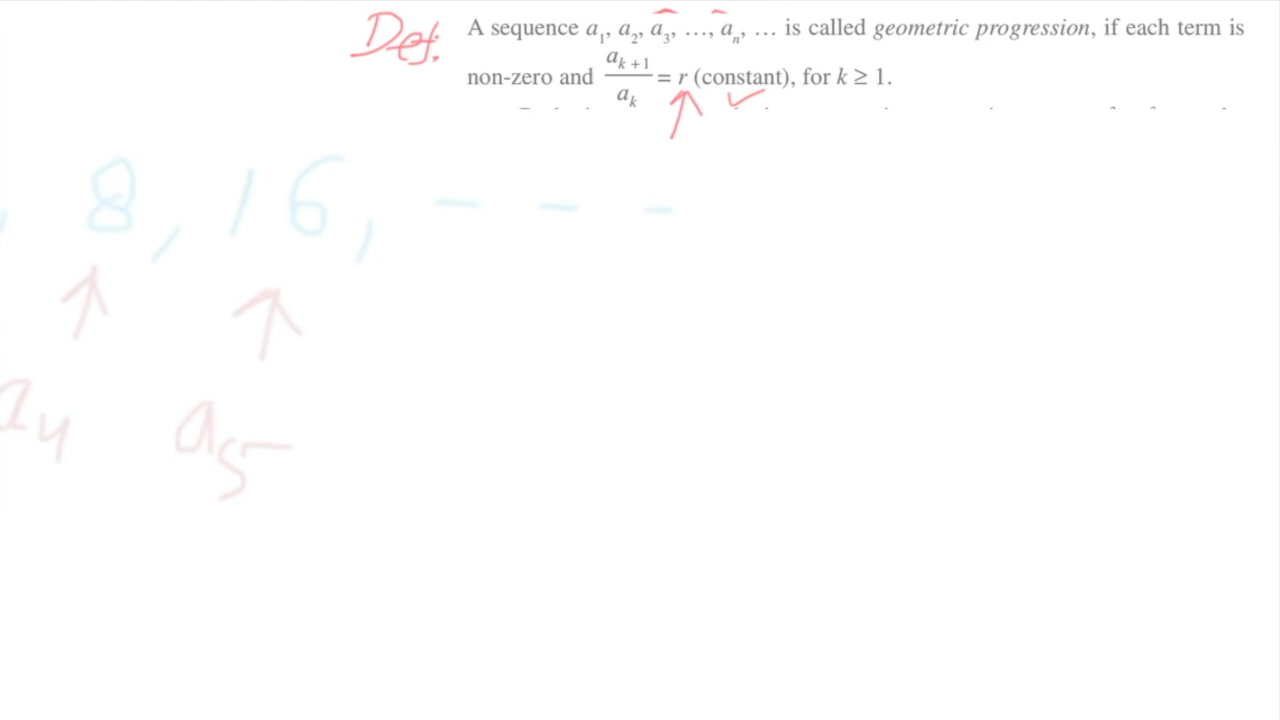 Def: A sequence a₁, a₂, a₃, …, aₙ, … is called geometric progression, if each term is
non-zero and aₖ₊₁/aₖ = r (constant), for k ≥ 1.
, 8, 16, - - -
a₄ a₅